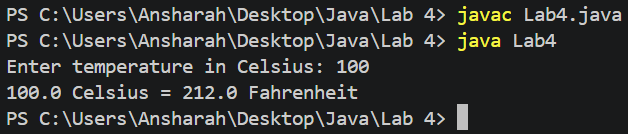 PS C:\Users\Ansharah\Desktop\Java\Lab 4> javac Lab4.java
PS C:\Users\Ansharah\Desktop\Java\Lab 4> java Lab4
Enter temperature in Celsius: 100
100.0 Celsius = 212.0 Fahrenheit
PS C:\Users\Ansharah\Desktop\Java\Lab 4>